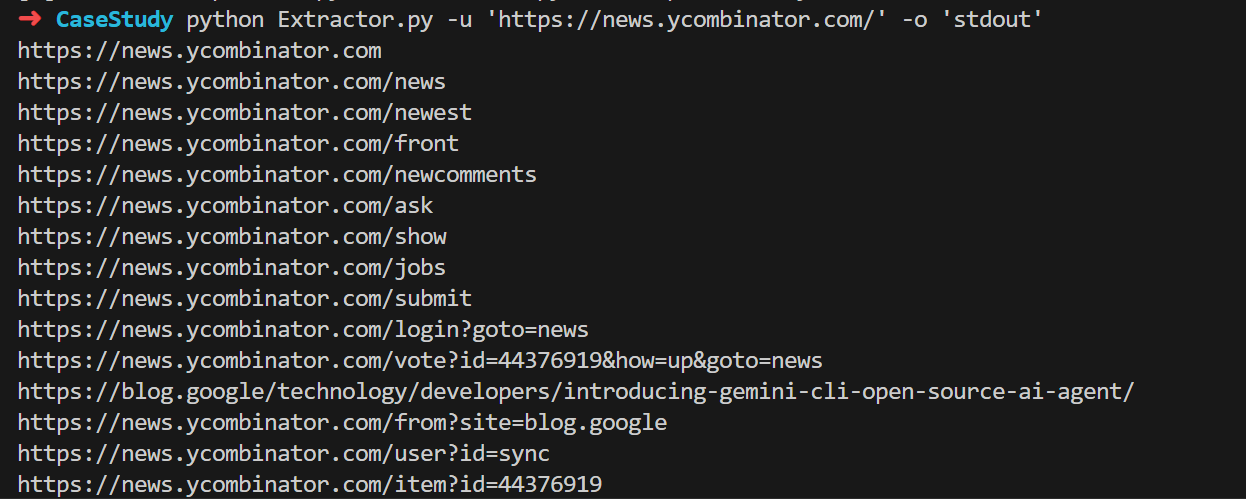 ➜ CaseStudy python Extractor.py -u 'https://news.ycombinator.com/' -o 'stdout'
https://news.ycombinator.com
https://news.ycombinator.com/news
https://news.ycombinator.com/newest
https://news.ycombinator.com/front
https://news.ycombinator.com/newcomments
https://news.ycombinator.com/ask
https://news.ycombinator.com/show
https://news.ycombinator.com/jobs
https://news.ycombinator.com/submit
https://news.ycombinator.com/login?goto=news
https://news.ycombinator.com/vote?id=44376919&how=up&goto=news
https://blog.google/technology/developers/introducing-gemini-cli-open-source-ai-agent/
https://news.ycombinator.com/from?site=blog.google
https://news.ycombinator.com/user?id=sync
https://news.ycombinator.com/item?id=44376919